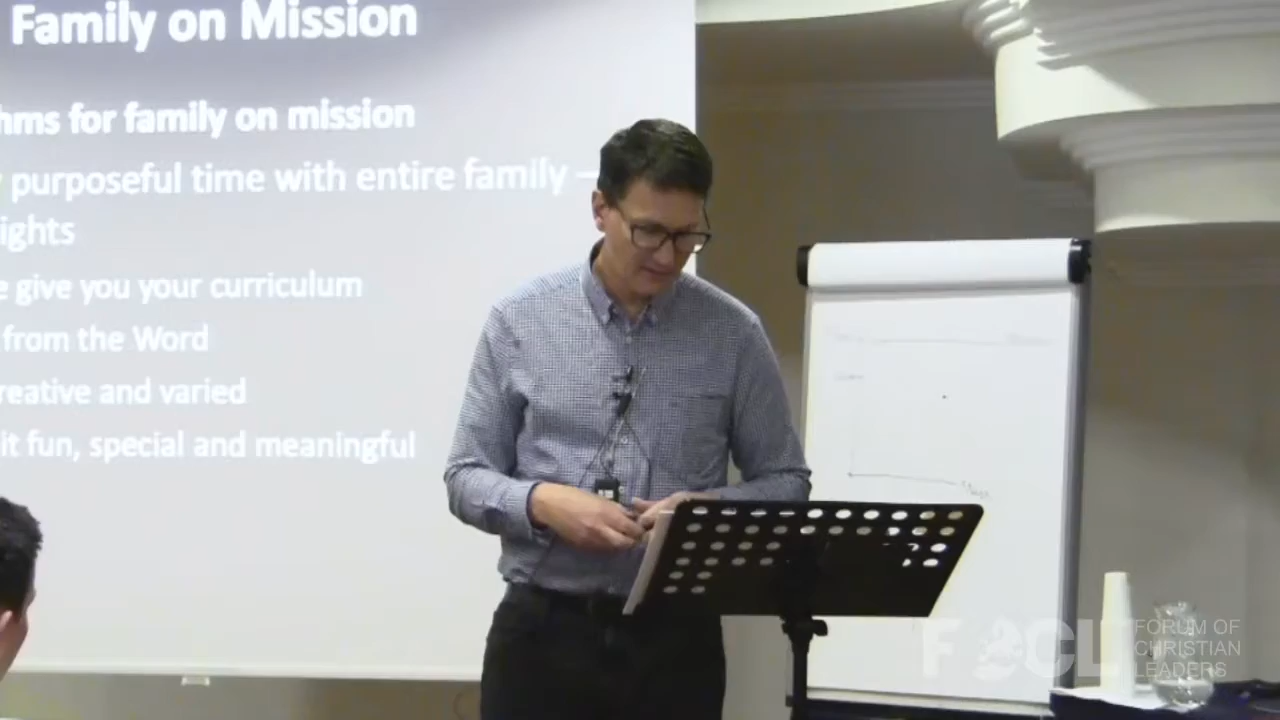 Family on Mission
hms for family on mission
purposeful time with entire family –
ights
e give you your curriculum
from the Word
reative and varied
it fun, special and meaningful
FOCL
FORUM OF
CHRISTIAN
LEADERS